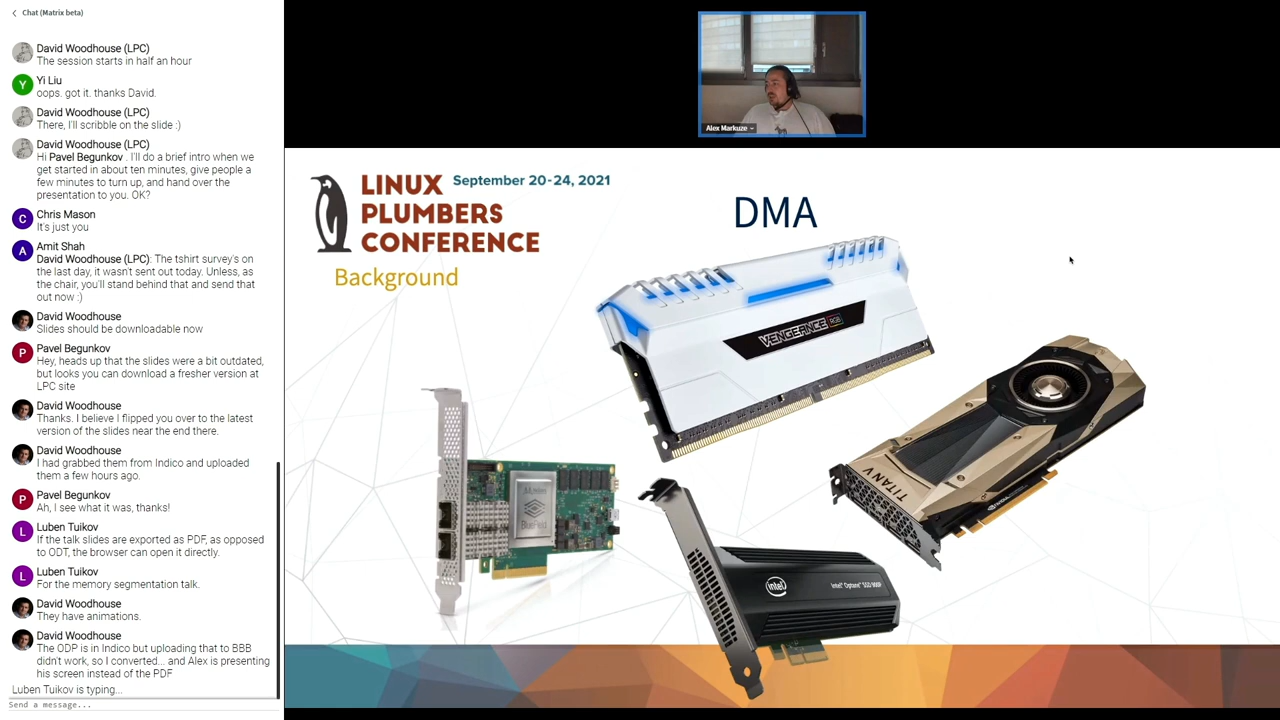 Chat (Matrix beta)
David Woodhouse (LPC)
The session starts in half an hour
Y
Yi Liu
oops. got it. thanks David.
David Woodhouse (LPC)
There, I'll scribble on the slide :)
David Woodhouse (LPC)
Hi Pavel Begunkov . I'll do a brief intro when we
get started in about ten minutes, give people a
few minutes to turn up, and hand over the
presentation to you. OK?
C
Chris Mason
It's just you
A
Amit Shah
David Woodhouse (LPC): The tshirt survey's on
the last day, it wasn't sent out today. Unless, as
the chair, you'll stand behind that and send that
out now :)
David Woodhouse
Slides should be downloadable now
P
Pavel Begunkov
Hey, heads up that the slides were a bit outdated,
but looks you can download a fresher version at
LPC site
David Woodhouse
Thanks. I believe I flipped you over to the latest
version of the slides near the end there.
David Woodhouse
I had grabbed them from Indico and uploaded
them a few hours ago.
P
Pavel Begunkov
Ah, I see what it was, thanks!
L
Luben Tuikov
If the talk slides are exported as PDF, as opposed
to ODT, the browser can open it directly.
L
Luben Tuikov
For the memory segmentation talk.
David Woodhouse
They have animations.
David Woodhouse
The ODP is in Indico but uploading that to BBB
didn't work, so I converted... and Alex is presenting
his screen instead of the PDF
Luben Tuikov is typing...
Send a message...
Alex Markuze
LINUX
PLUMBERS
CONFERENCE
September 20-24, 2021
DMA
Background
VENGEANCE RGB
TITAN V
BlueField
intel
Intel® Optane™ SSD 900P